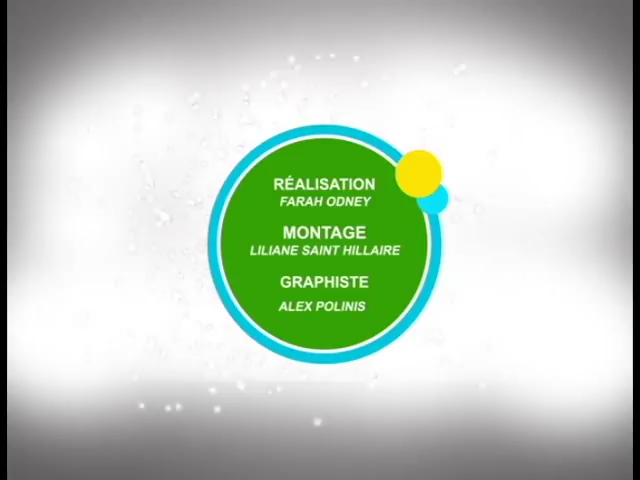 RÉALISATION
FARAH ODNEY
MONTAGE
LILIANE SAINT HILLAIRE
GRAPHISTE
ALEX POLINIS